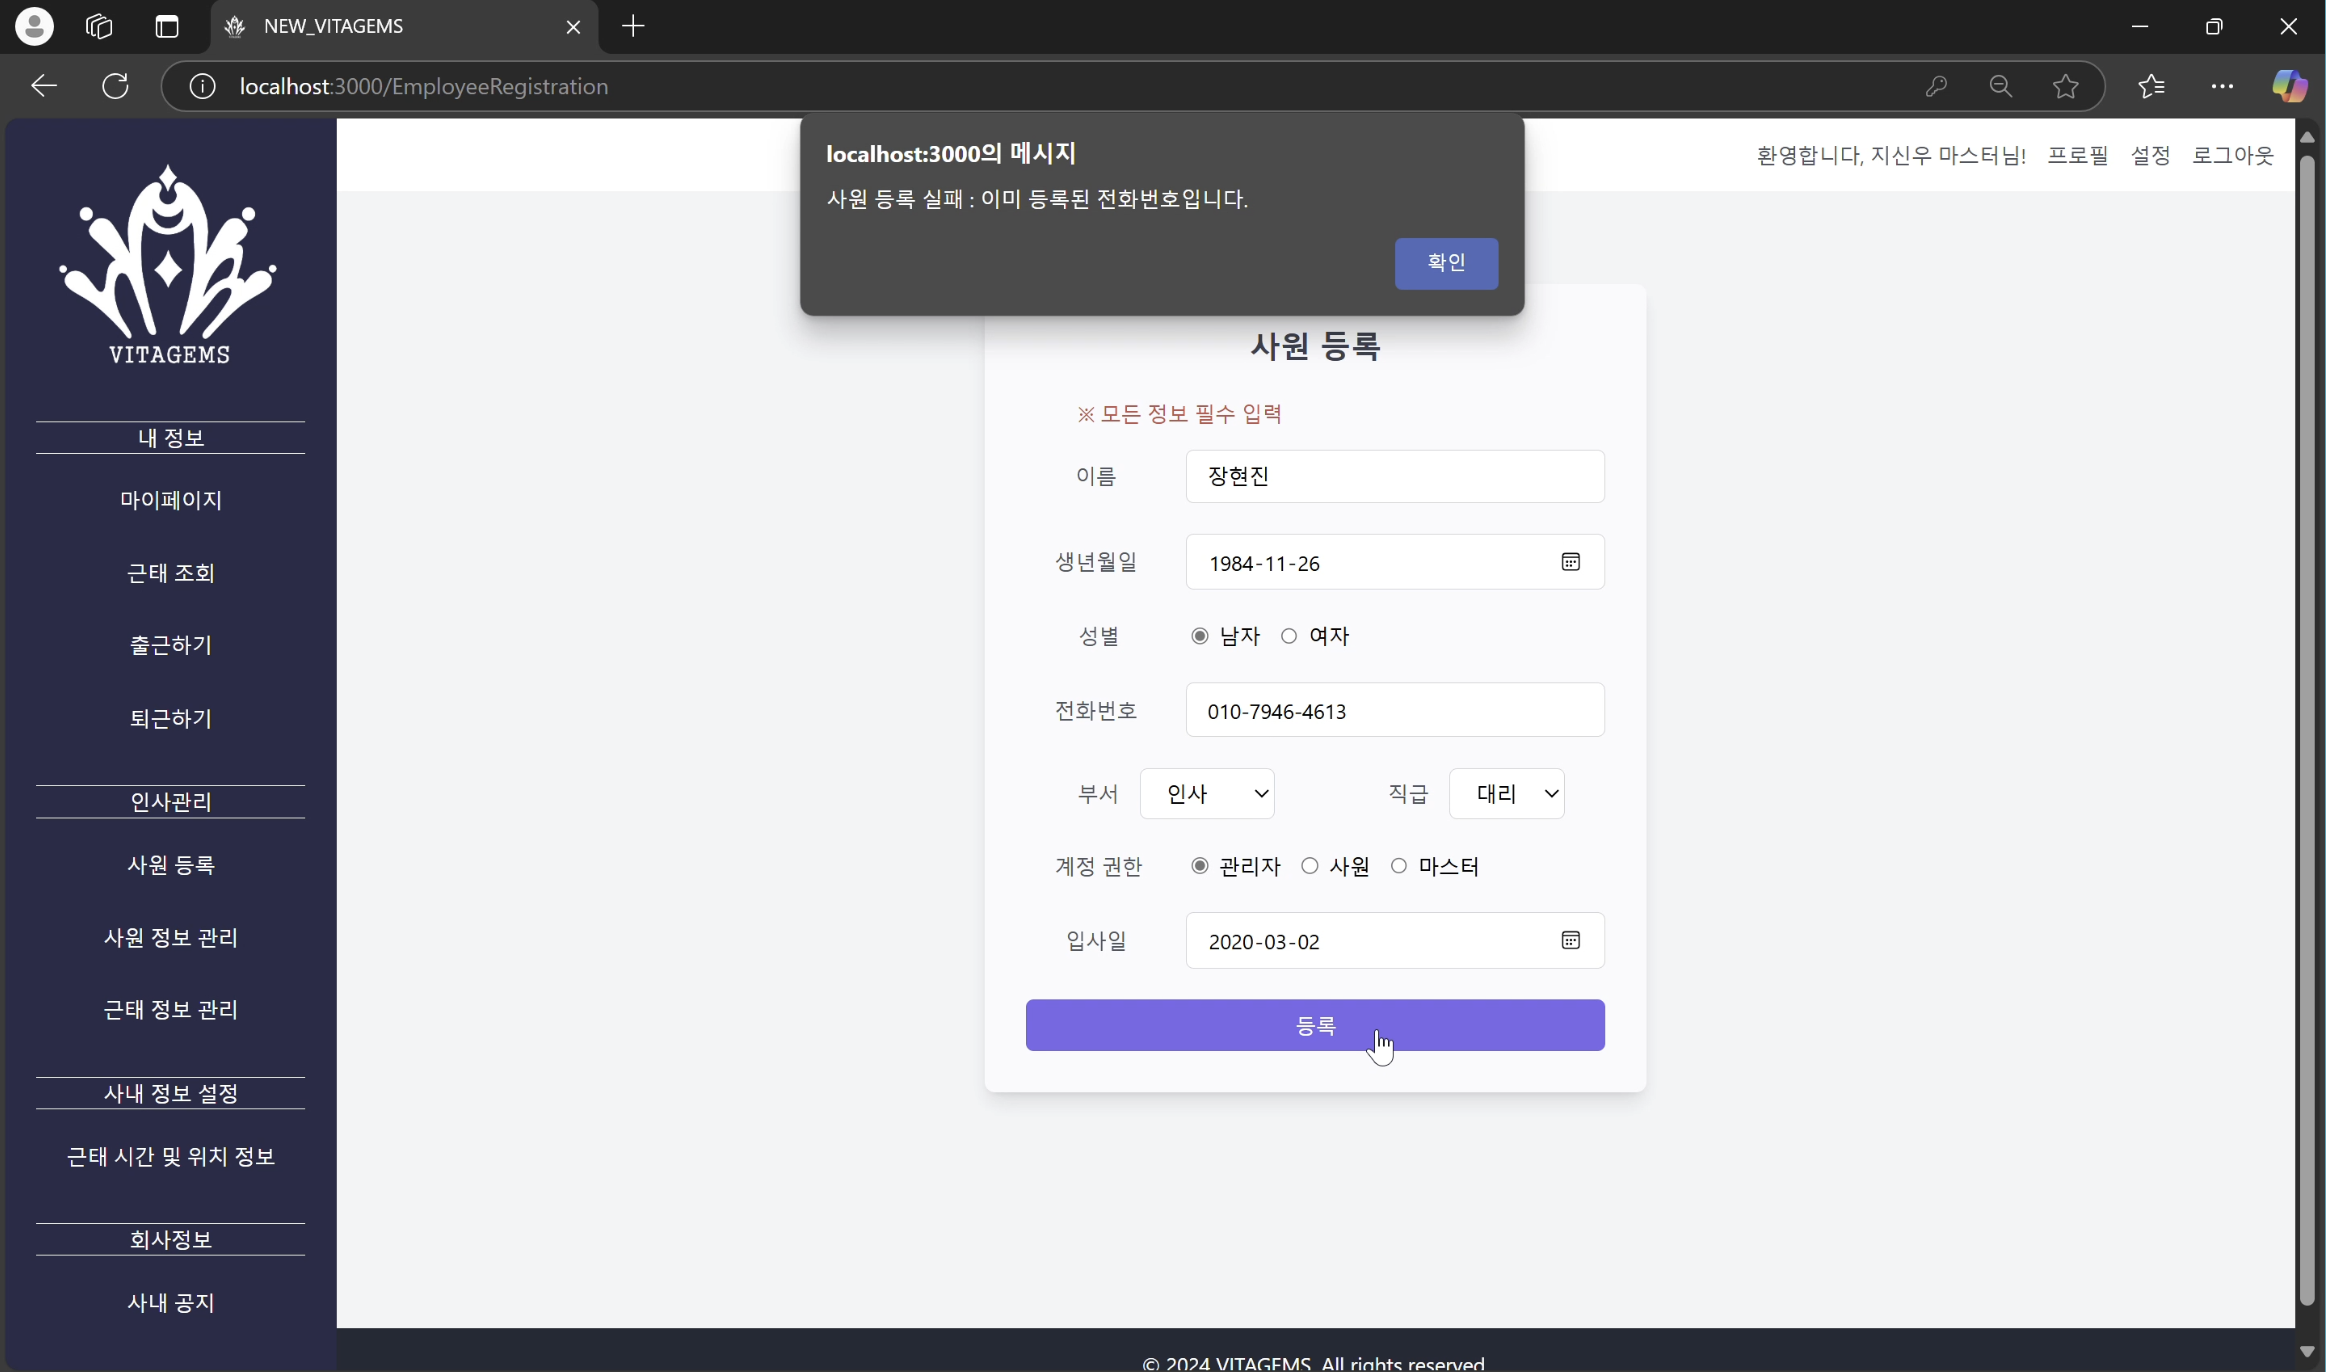 NEW_VITAGEMS
localhost:3000/EmployeeRegistration
localhost:3000의 메시지
사원 등록 실패 : 이미 등록된 전화번호입니다.
확인
환영합니다, 지신우 마스터님! 프로필 설정 로그아웃
VITAGEMS
내 정보
마이페이지
근태 조회
출근하기
퇴근하기
인사관리
사원 등록
사원 정보 관리
근태 정보 관리
사내 정보 설정
근태 시간 및 위치 정보
회사정보
사내 공지
사원 등록
※ 모든 정보 필수 입력
이름 장현진
생년월일 1984-11-26
성별 남자 여자
전화번호 010-7946-4613
부서 인사 직급 대리
계정 권한 관리자 사원 마스터
입사일 2020-03-02
등록
© 2024 VITAGEMS. All rights reserved